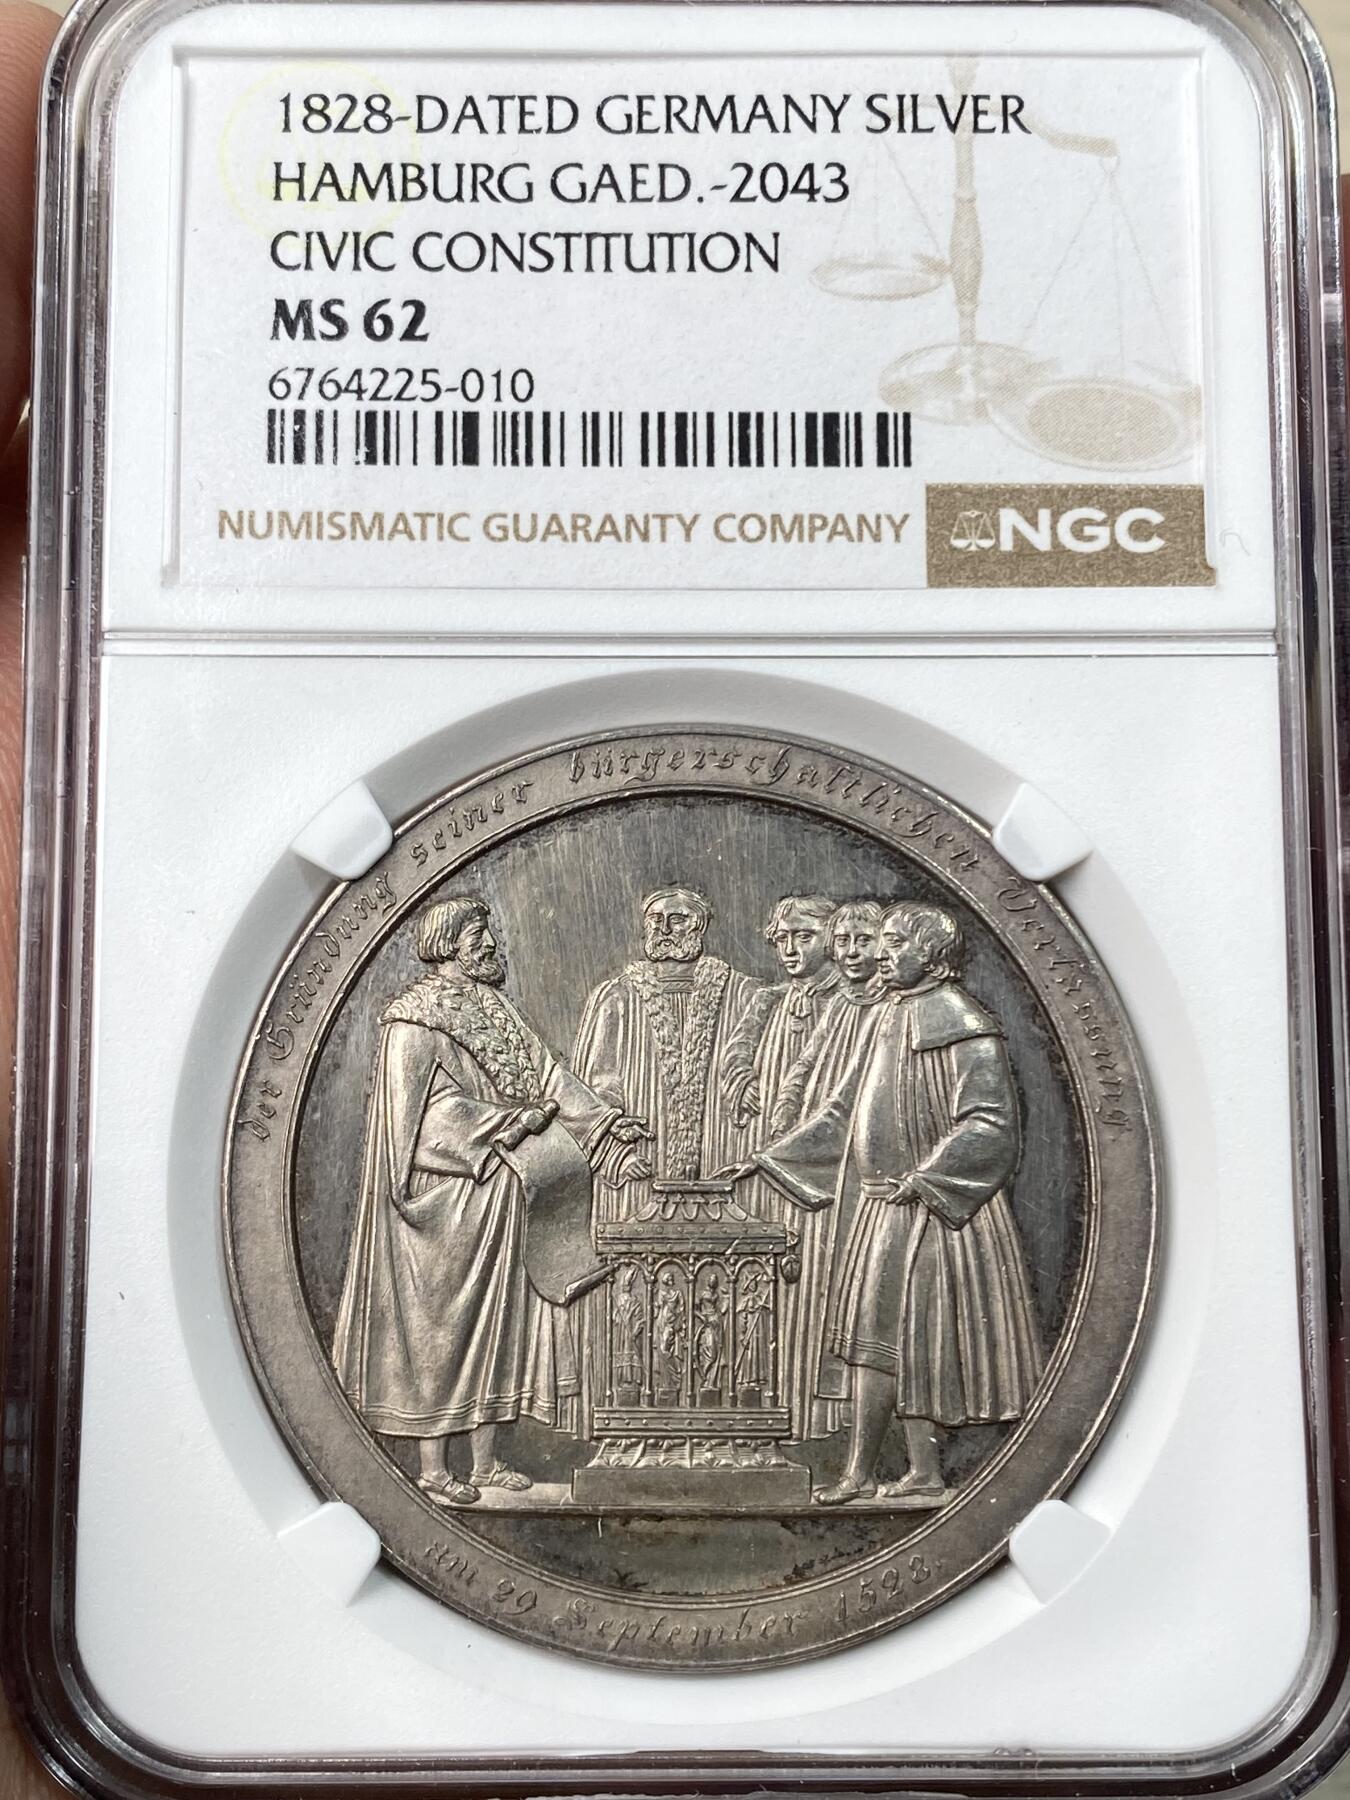 1828-DATED GERMANY SILVER
HAMBURG GAED.-2043
CIVIC CONSTITUTION
MS 62
6764225-010
NUMISMATIC GUARANTY COMPANY
NGC
der Gründung seiner bürgerschaftlichen Verfassung
am 29 September 1528.